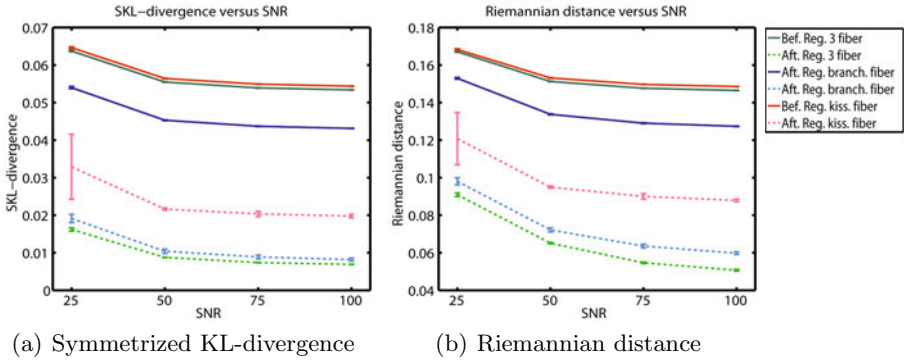 SKL-divergence versus SNR
0.07
0.06
0.05
0.04
0.03
0.02
0.01
0
SKL-divergence
25 50 75 100
SNR
(a) Symmetrized KL-divergence
Riemannian distance versus SNR
0.18
0.16
0.14
0.12
0.1
0.08
0.06
0.04
Riemannian distance
25 50 75 100
SNR
(b) Riemannian distance
Bef. Reg. 3 fiber
Aft. Reg. 3 fiber
Aft. Reg. branch. fiber
Aft. Reg. branch. fiber
Bef. Reg. kiss. fiber
Aft. Reg. kiss. fiber